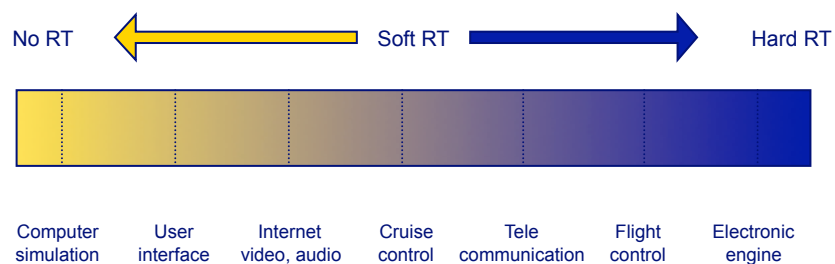 No RT Soft RT Hard RT
Computer simulation
User interface
Internet video, audio
Cruise control
Tele communication
Flight control
Electronic engine